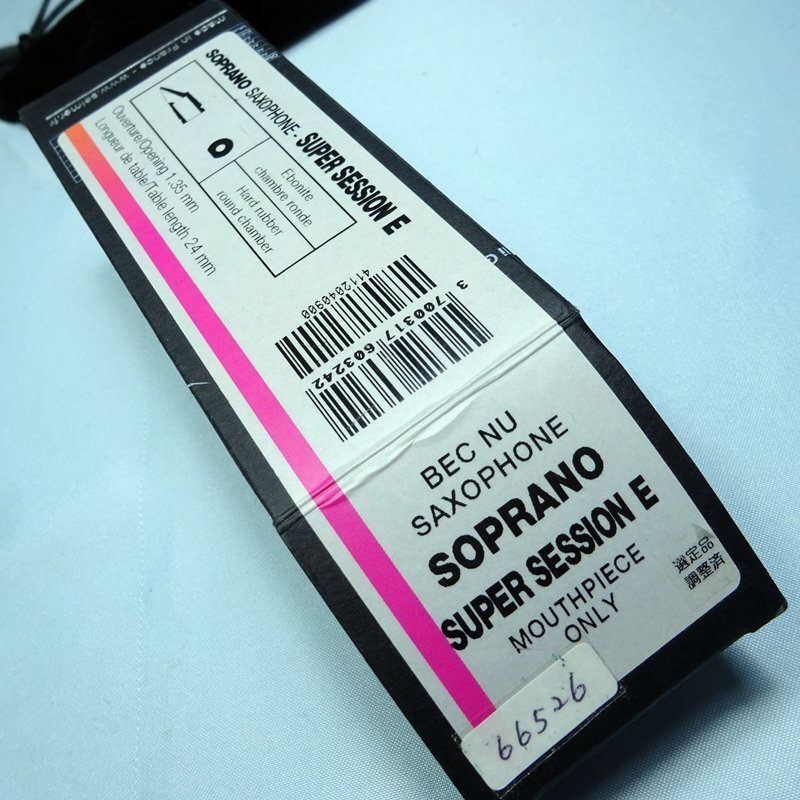 made in France - www.selmer.fr
SOPRANO SAXOPHONE - SUPER SESSION E
Ebonite
chambre ronde
Hard rubber
round chamber
Ouverture/Opening 1.35 mm
Longueur de table/Table length 24 mm
4112040900
3 700317 603242
BEC NU
SAXOPHONE
SOPRANO
SUPER SESSION E
MOUTHPIECE
ONLY
選定品
調整済
66526